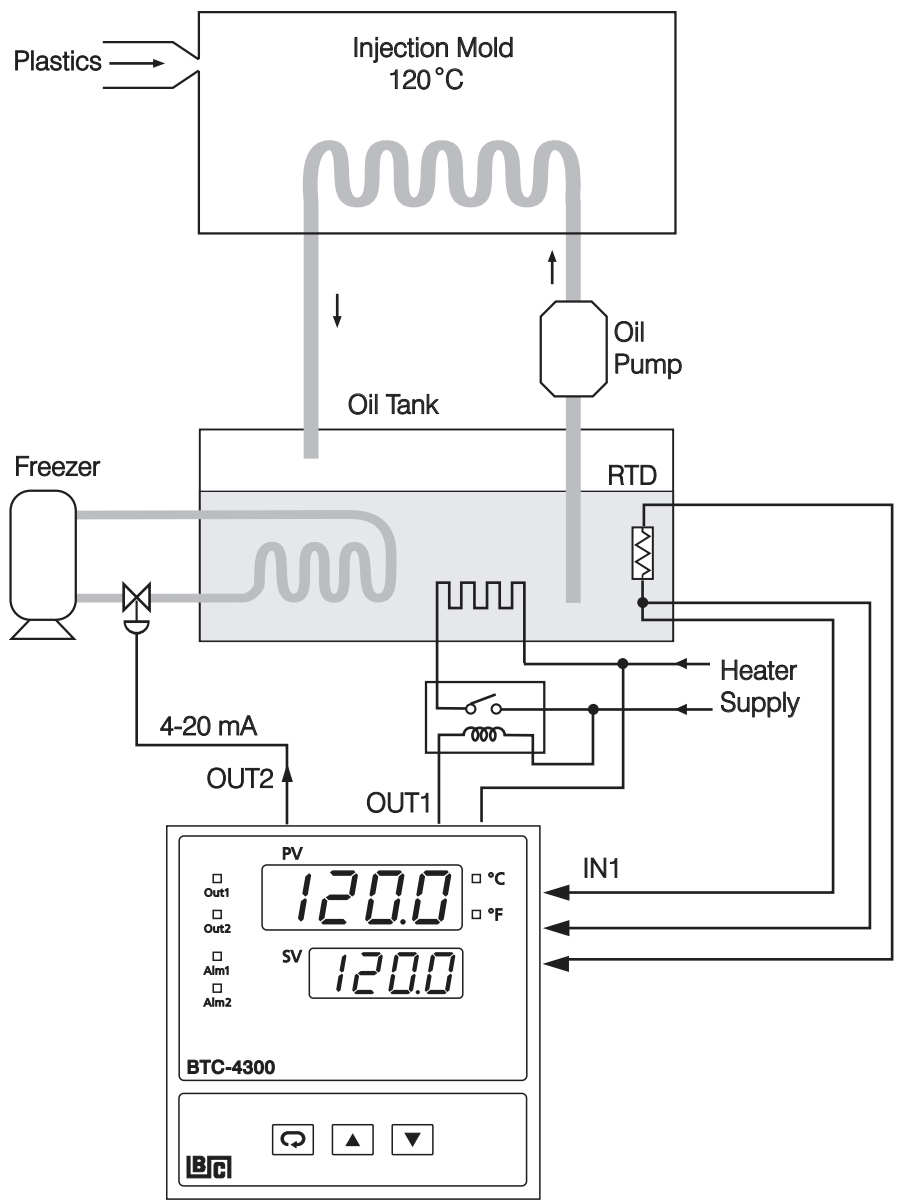 Injection Mold
120°C
Plastics
Oil
Pump
Oil Tank
Freezer
RTD
Heater
Supply
4-20 mA
OUT2
OUT1
IN1
PV
120.0
°C
°F
Out1
Out2
SV
120.0
Alm1
Alm2
BTC-4300
BC